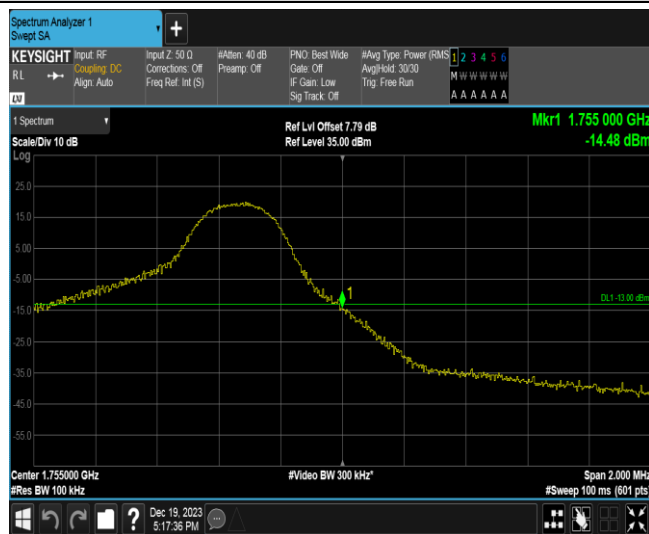 Spectrum Analyzer 1
Swept SA
+
KEYSIGHT
RL
LXI
Input: RF
Coupling: DC
Align: Auto
Input Z: 50 Ω
Corrections: Off
Freq Ref: Int (S)
#Atten: 40 dB
Preamp: Off
PNO: Best Wide
Gate: Off
IF Gain: Low
Sig Track: Off
#Avg Type: Power (RMS
Avg|Hold: 30/30
Trig: Free Run
1 2 3 4 5 6
M W W W W W
A A A A A A
1 Spectrum
Scale/Div 10 dB
Log
Ref Lvl Offset 7.79 dB
Ref Level 35.00 dBm
Mkr1 1.755 000 GHz
-14.48 dBm
25.0
15.0
5.00
-5.00
-15.0
-25.0
-35.0
-45.0
-55.0
1
DL1 -13.00 dBm
Center 1.755000 GHz
#Res BW 100 kHz
#Video BW 300 kHz*
Span 2.000 MHz
#Sweep 100 ms (601 pts)
?
Dec 19, 2023
5:17:36 PM